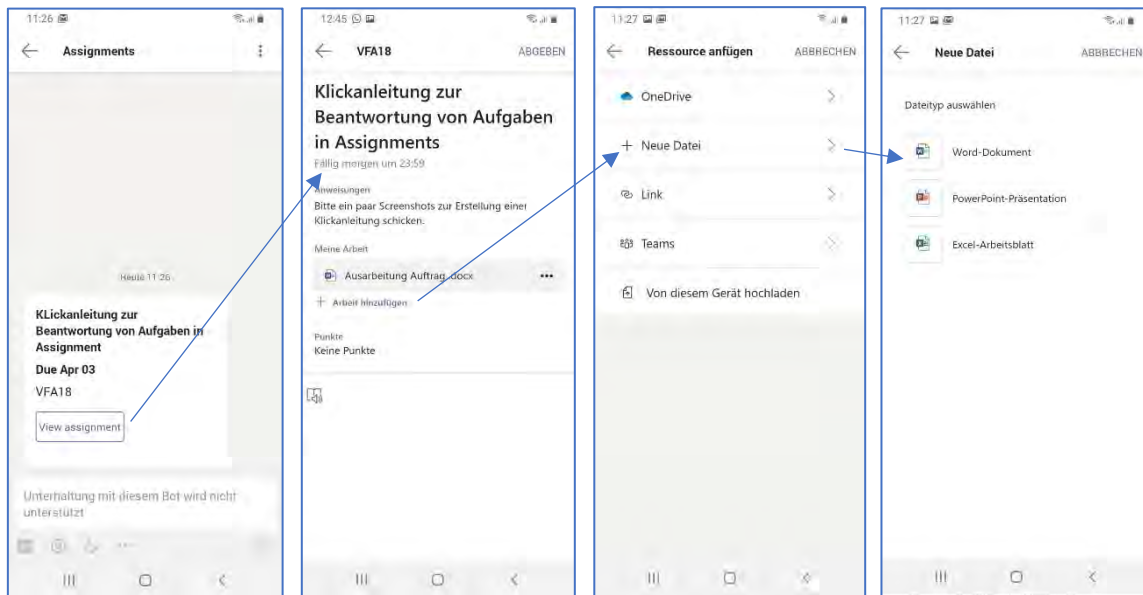 11:26
Assignments
Heute 11:26
KLickanleitung zur
Beantwortung von Aufgaben in
Assignment
Due Apr 03
VFA18
View assignment
Unterhaltung mit diesem Bot wird nicht
unterstützt
12:45
VFA18
ABGEBEN
Klickanleitung zur
Beantwortung von Aufgaben
in Assignments
Fällig morgen um 23:59
Anweisungen
Bitte ein paar Screenshots zur Erstellung einer
Klickanleitung schicken.
Meine Arbeit
Ausarbeitung Auftrag .docx
+ Arbeit hinzufügen
Punkte
Keine Punkte
11:27
Ressource anfügen
ABBRECHEN
OneDrive
+ Neue Datei
Link
Teams
Von diesem Gerät hochladen
11:27
Neue Datei
ABBRECHEN
Dateityp auswählen
Word-Dokument
PowerPoint-Präsentation
Excel-Arbeitsblatt